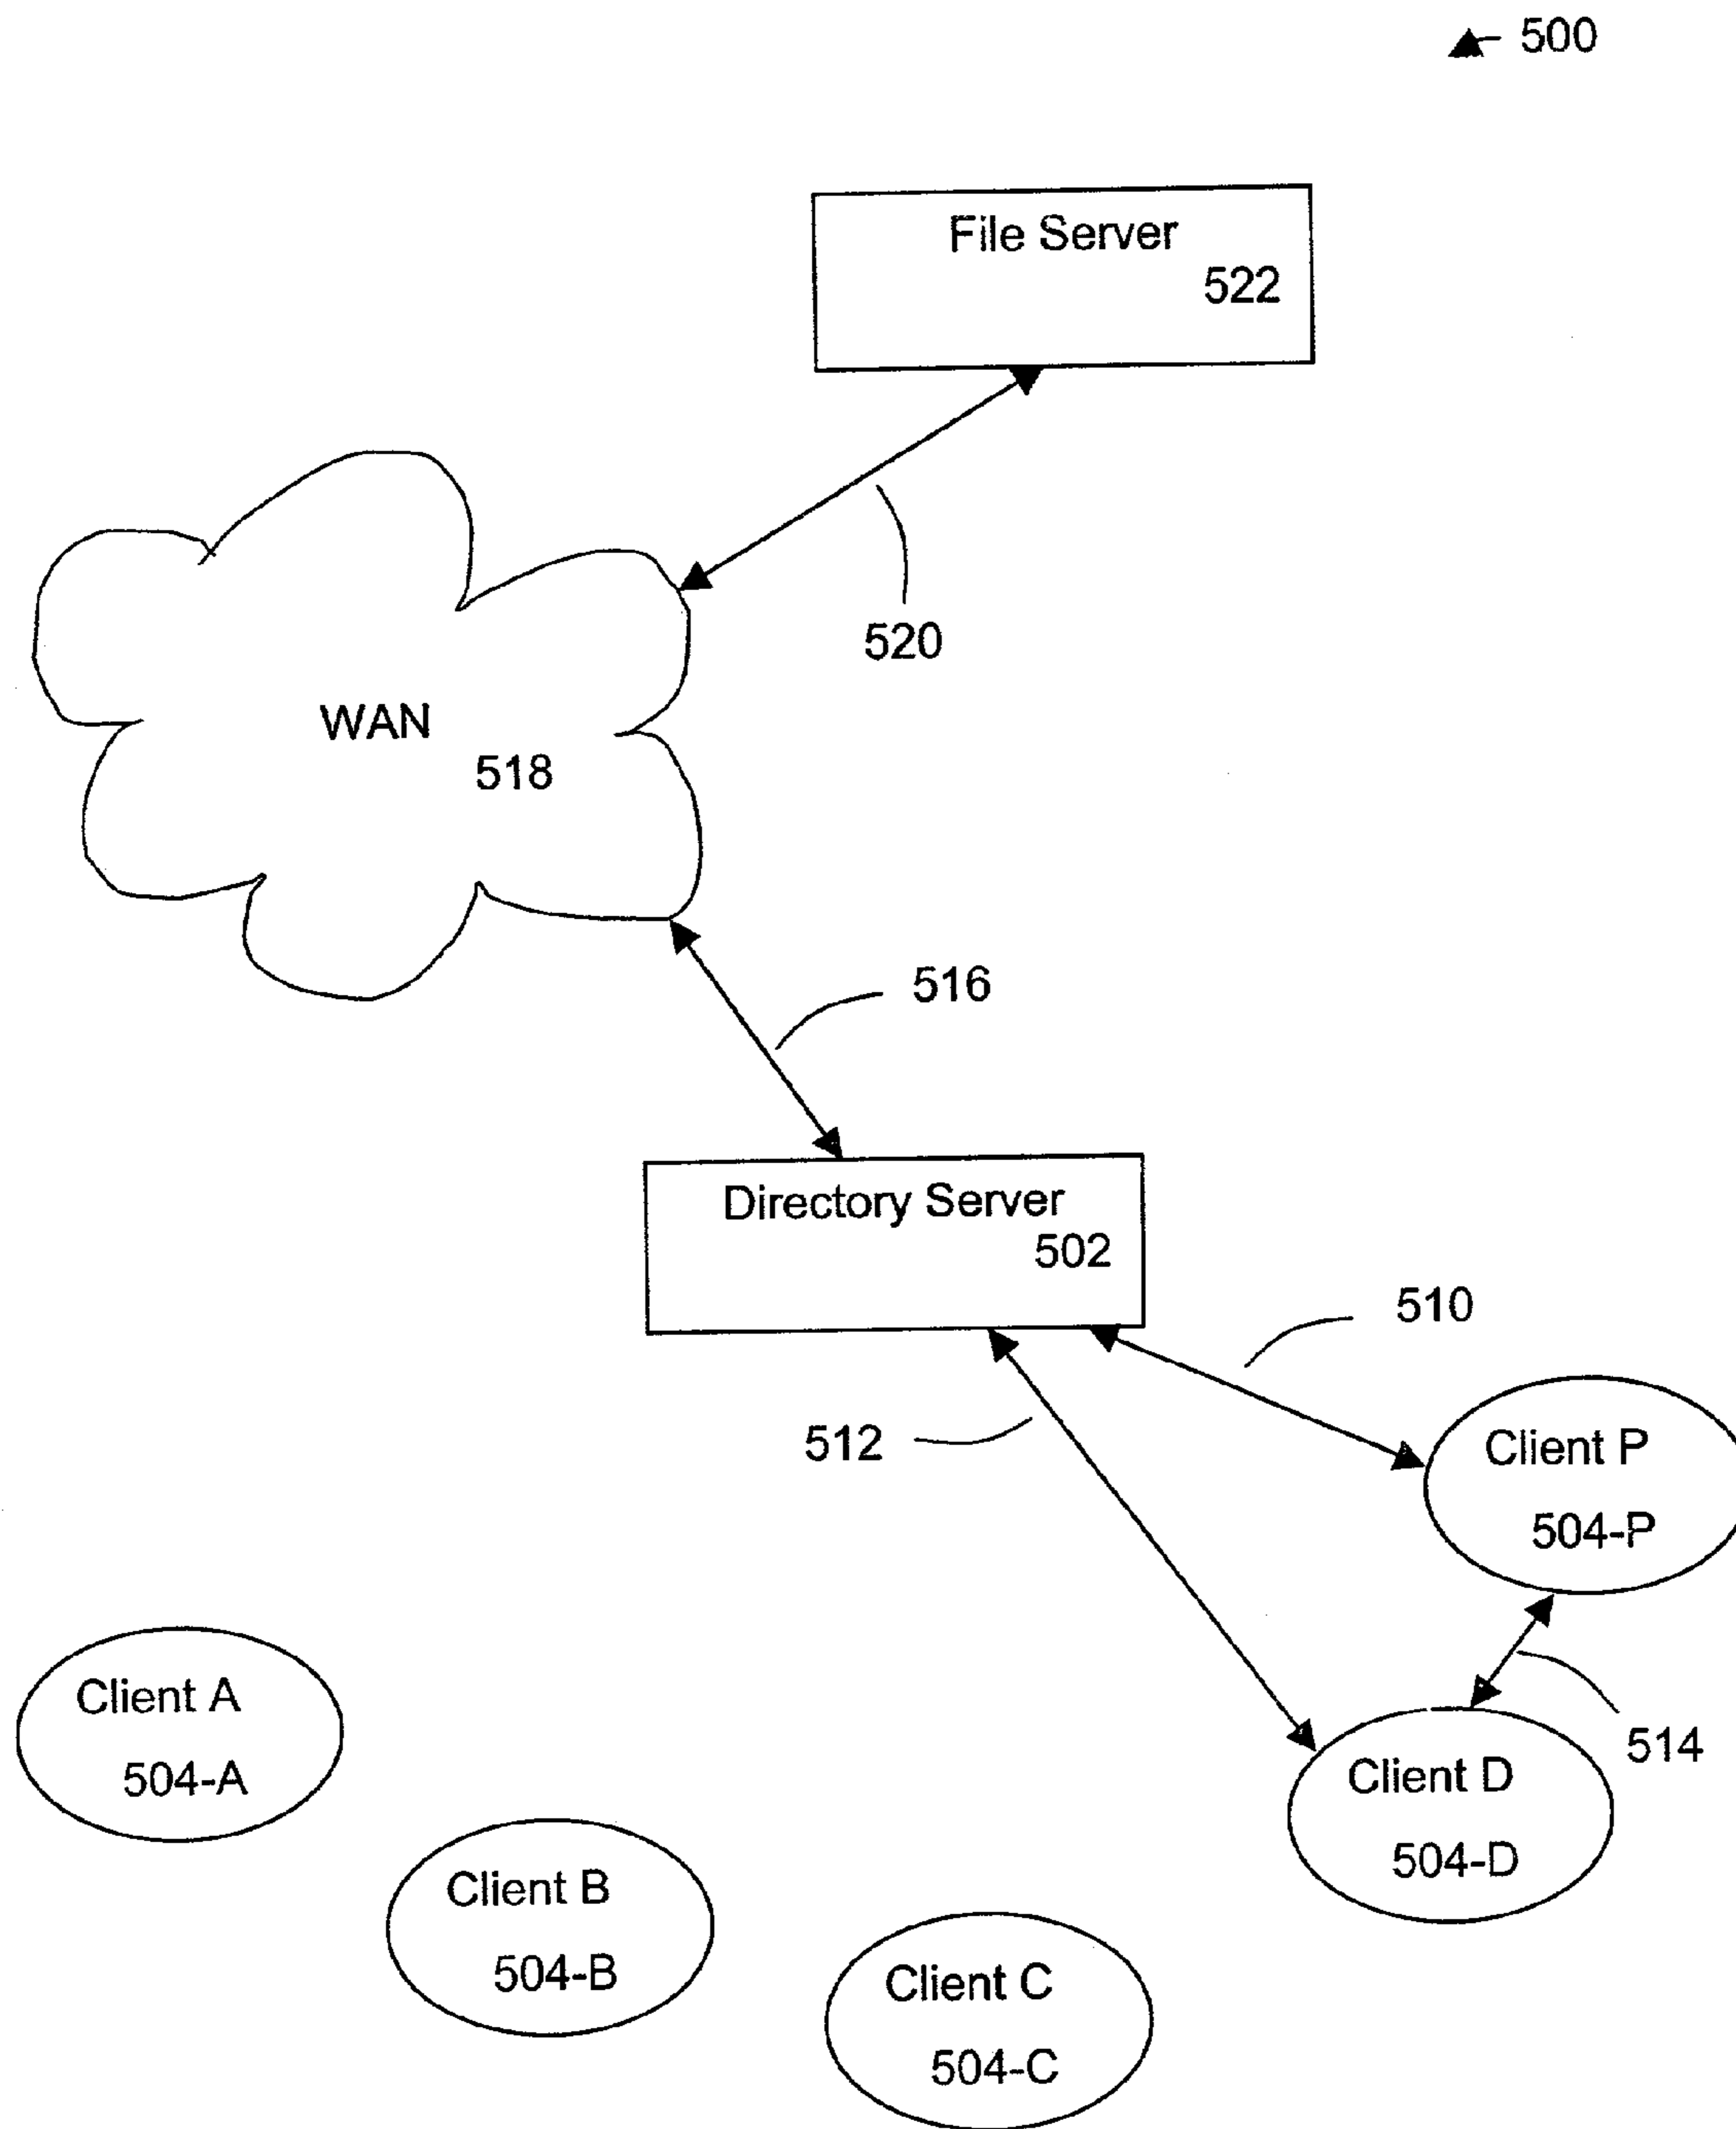 500
File Server
522
520
WAN
518
516
Directory Server
502
510
512
Client P
504-P
514
Client A
504-A
Client D
504-D
Client B
504-B
Client C
504-C